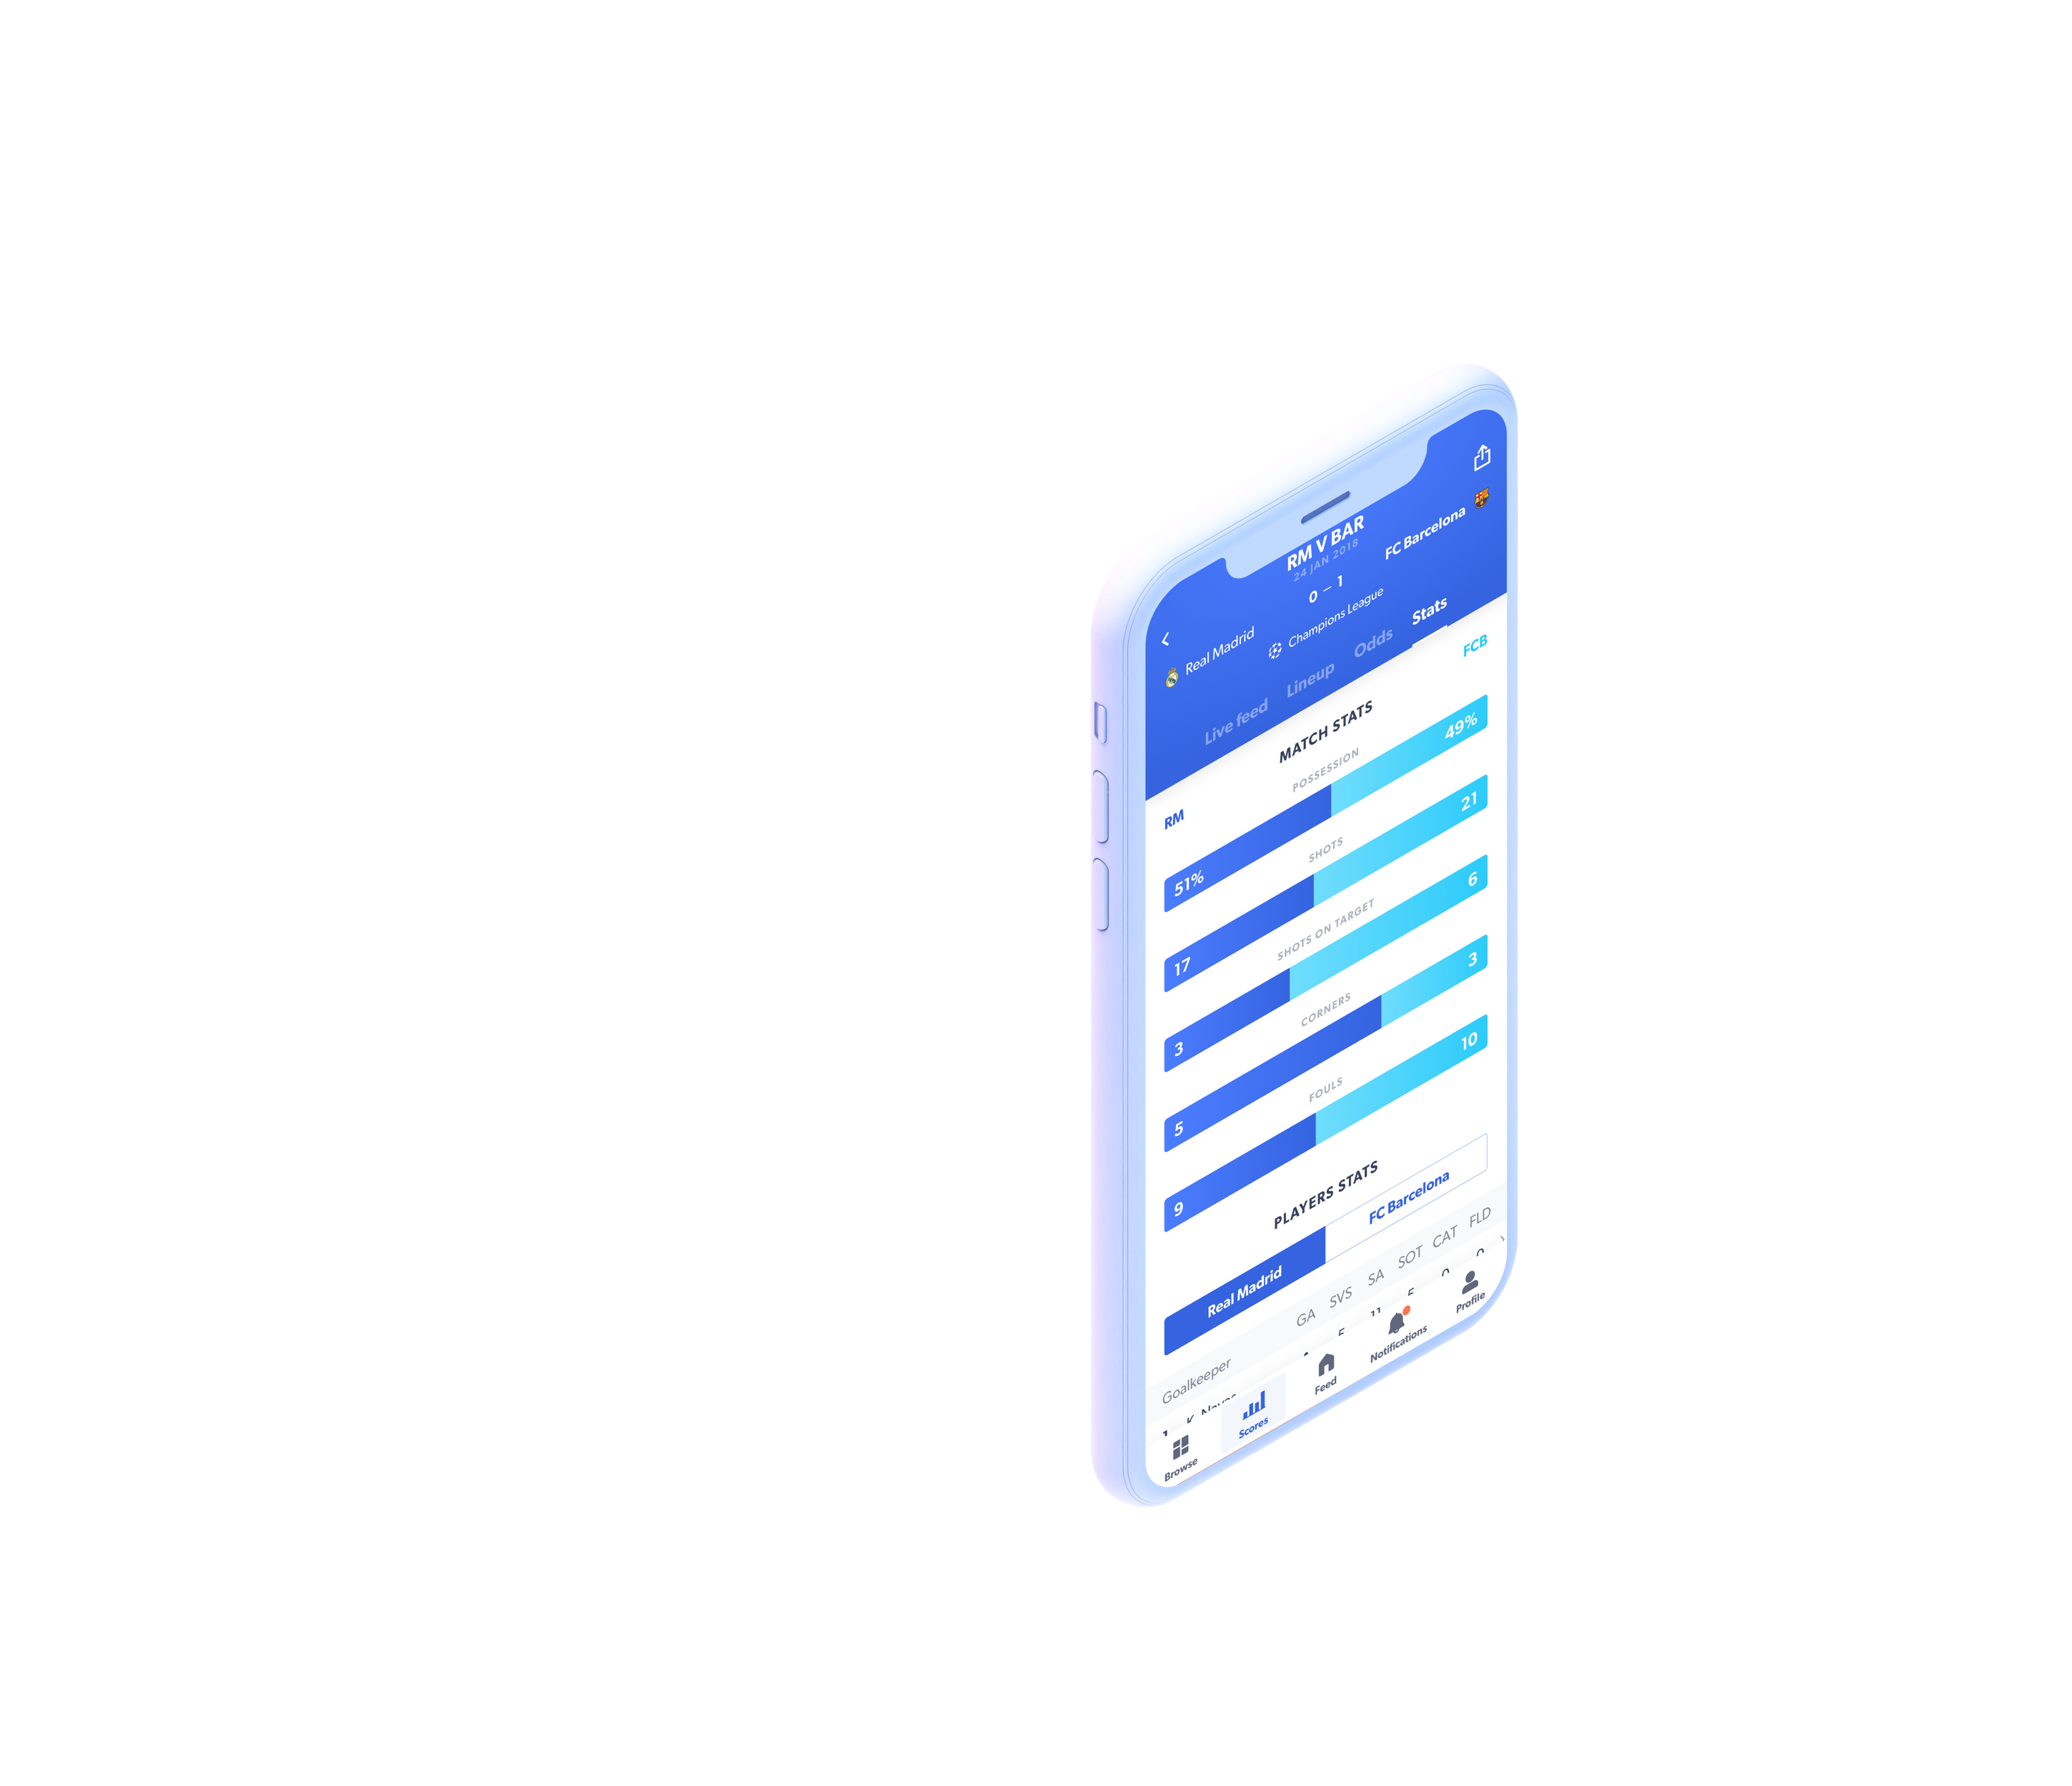 RM V BAR
24 JAN 2018
Real Madrid
0 – 1
FC Barcelona
Champions League
Live feed
Lineup
Odds
Stats
RM
MATCH STATS
FCB
POSSESSION
51%
49%
SHOTS
17
21
SHOTS ON TARGET
3
6
CORNERS
5
3
FOULS
9
10
PLAYERS STATS
Real Madrid
FC Barcelona
Goalkeeper
GA
SVS
SA
SOT
CAT
FLD
Browse
Scores
Feed
Notifications
Profile